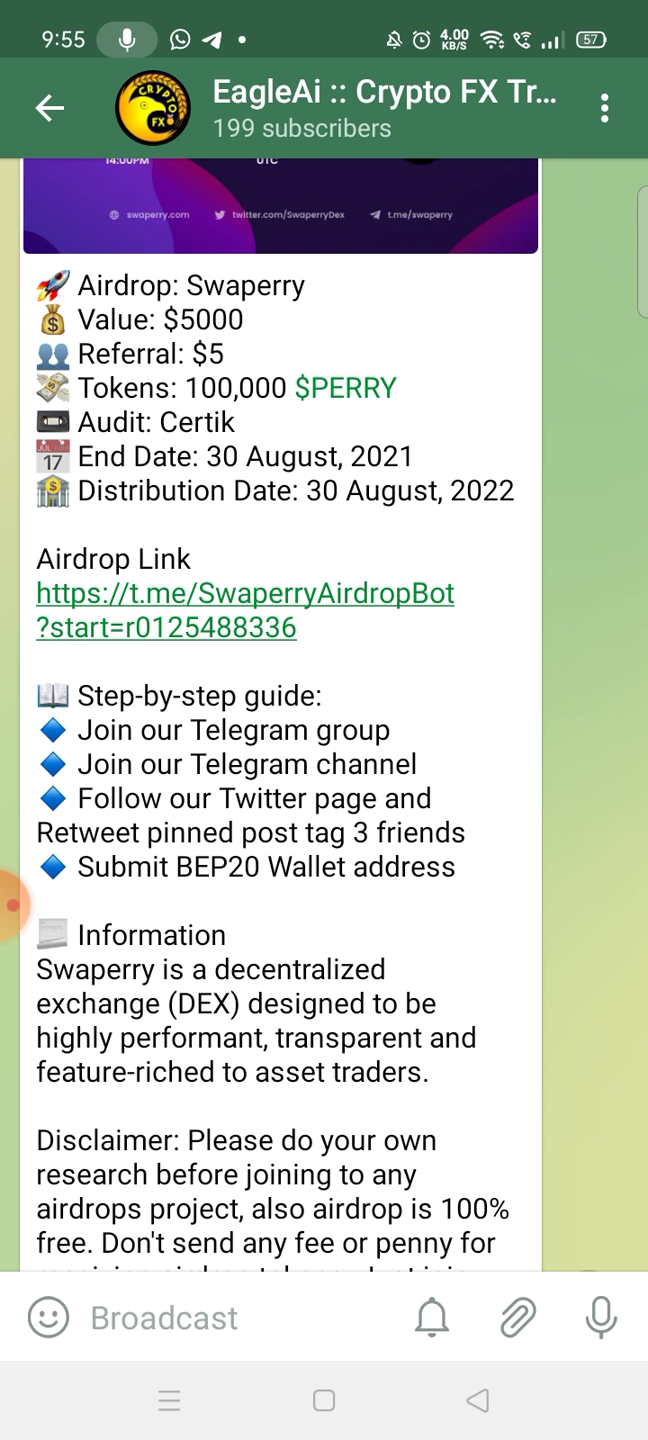 9:55
4.00
KB/S
57
EagleAi :: Crypto FX Tr...
199 subscribers
CRYPTO
FX
14:00PM
UTC
swaperry.com
twitter.com/SwaperryDex
t.me/swaperry
🚀 Airdrop: Swaperry
💰 Value: $5000
👥 Referral: $5
💸 Tokens: 100,000 $PERRY
📼 Audit: Certik
📅 End Date: 30 August, 2021
🏦 Distribution Date: 30 August, 2022
Airdrop Link
https://t.me/SwaperryAirdropBot
?start=r0125488336
📖 Step-by-step guide:
🔷 Join our Telegram group
🔷 Join our Telegram channel
🔷 Follow our Twitter page and
Retweet pinned post tag 3 friends
🔷 Submit BEP20 Wallet address
📃 Information
Swaperry is a decentralized
exchange (DEX) designed to be
highly performant, transparent and
feature-riched to asset traders.
Disclaimer: Please do your own
research before joining to any
airdrops project, also airdrop is 100%
free. Don't send any fee or penny for
Broadcast